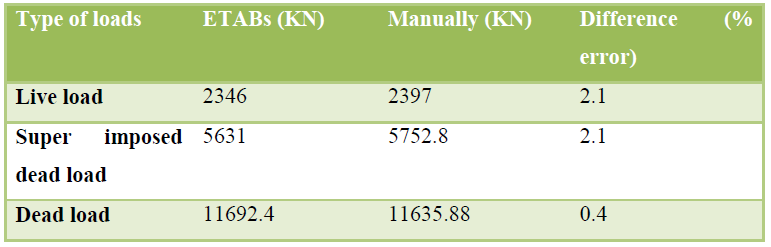 Type of loads ETABs (KN) Manually (KN) Difference (%
error)
Live load 2346 2397 2.1
Super imposed 5631 5752.8 2.1
dead load
Dead load 11692.4 11635.88 0.4